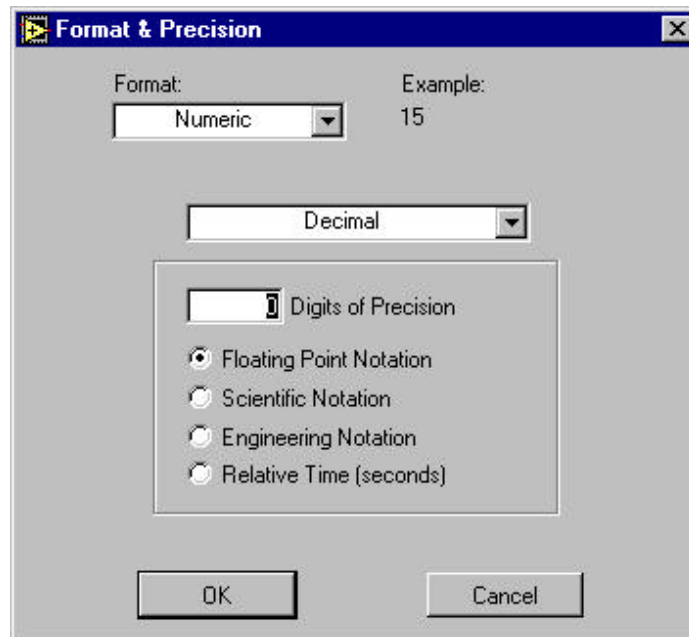 Format & Precision
Format:
Example:
Numeric
15
Decimal
0 Digits of Precision
Floating Point Notation
Scientific Notation
Engineering Notation
Relative Time (seconds)
OK
Cancel